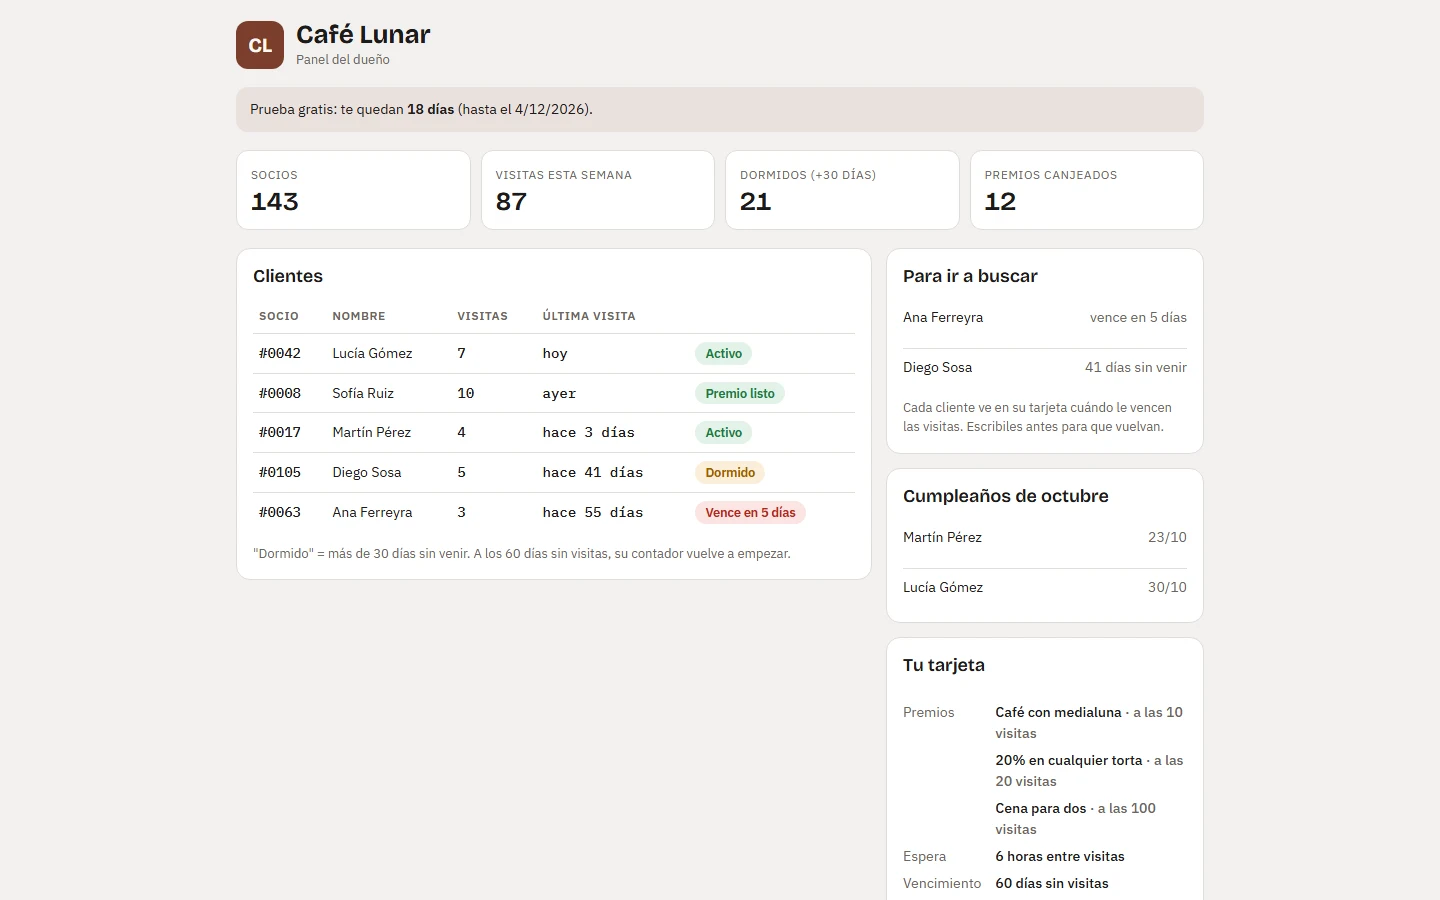 CL
Café Lunar
Panel del dueño
Prueba gratis: te quedan 18 días (hasta el 4/12/2026).
SOCIOS
143
VISITAS ESTA SEMANA
87
DORMIDOS (+30 DÍAS)
21
PREMIOS CANJEADOS
12
Clientes
SOCIO NOMBRE VISITAS ÚLTIMA VISITA
#0042 Lucía Gómez 7 hoy Activo
#0008 Sofía Ruiz 10 ayer Premio listo
#0017 Martín Pérez 4 hace 3 días Activo
#0105 Diego Sosa 5 hace 41 días Dormido
#0063 Ana Ferreyra 3 hace 55 días Vence en 5 días
"Dormido" = más de 30 días sin venir. A los 60 días sin visitas, su contador vuelve a empezar.
Para ir a buscar
Ana Ferreyra vence en 5 días
Diego Sosa 41 días sin venir
Cada cliente ve en su tarjeta cuándo le vencen
las visitas. Escribiles antes para que vuelvan.
Cumpleaños de octubre
Martín Pérez 23/10
Lucía Gómez 30/10
Tu tarjeta
Premios Café con medialuna · a las 10
visitas
20% en cualquier torta · a las
20 visitas
Cena para dos · a las 100
visitas
Espera 6 horas entre visitas
Vencimiento 60 días sin visitas